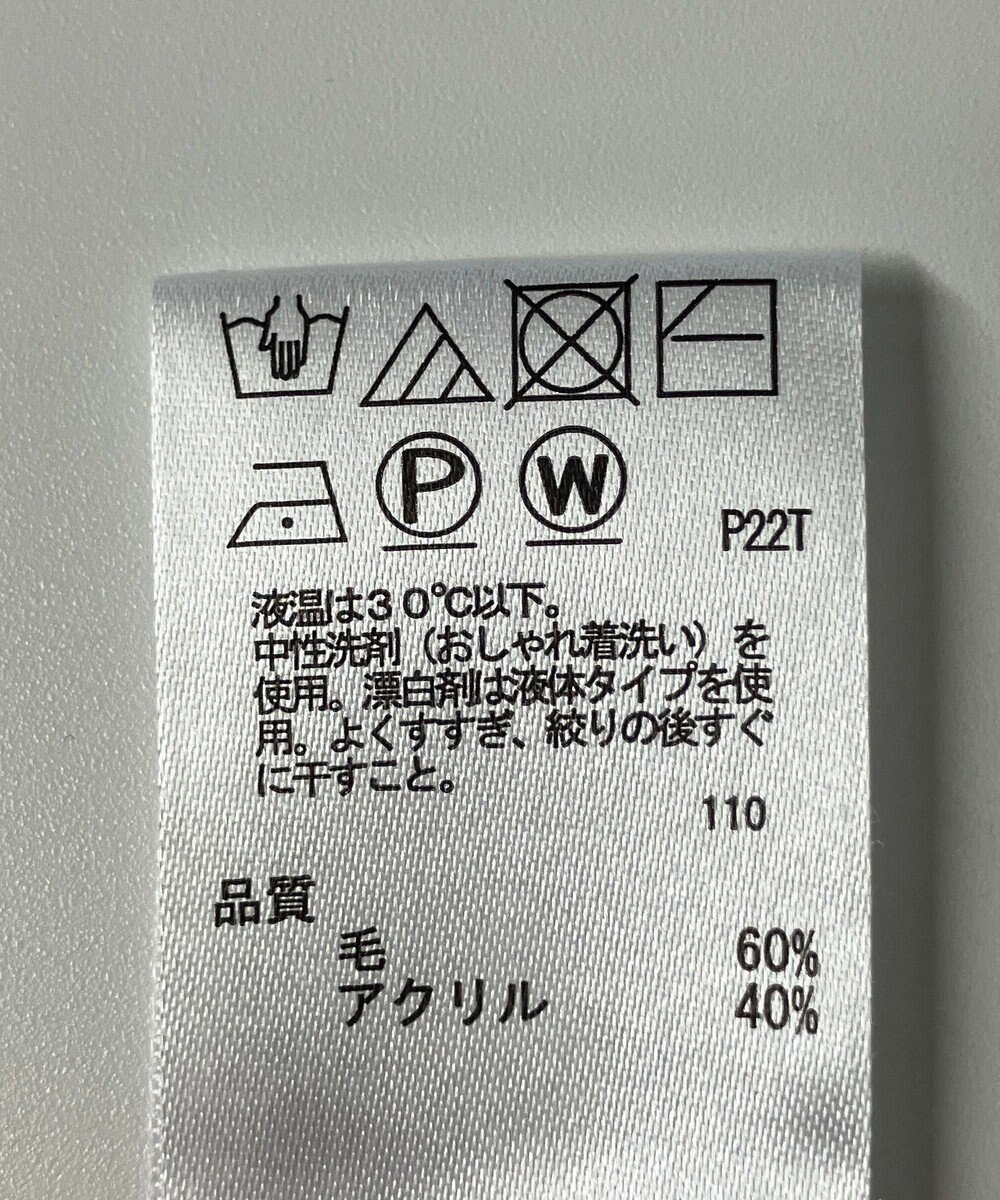 P W
P22T
液温は30℃以下。
中性洗剤（おしゃれ着洗い）を
使用。漂白剤は液体タイプを使
用。よくすすぎ、絞りの後すぐ
に干すこと。
110
品質
毛 60%
アクリル 40%